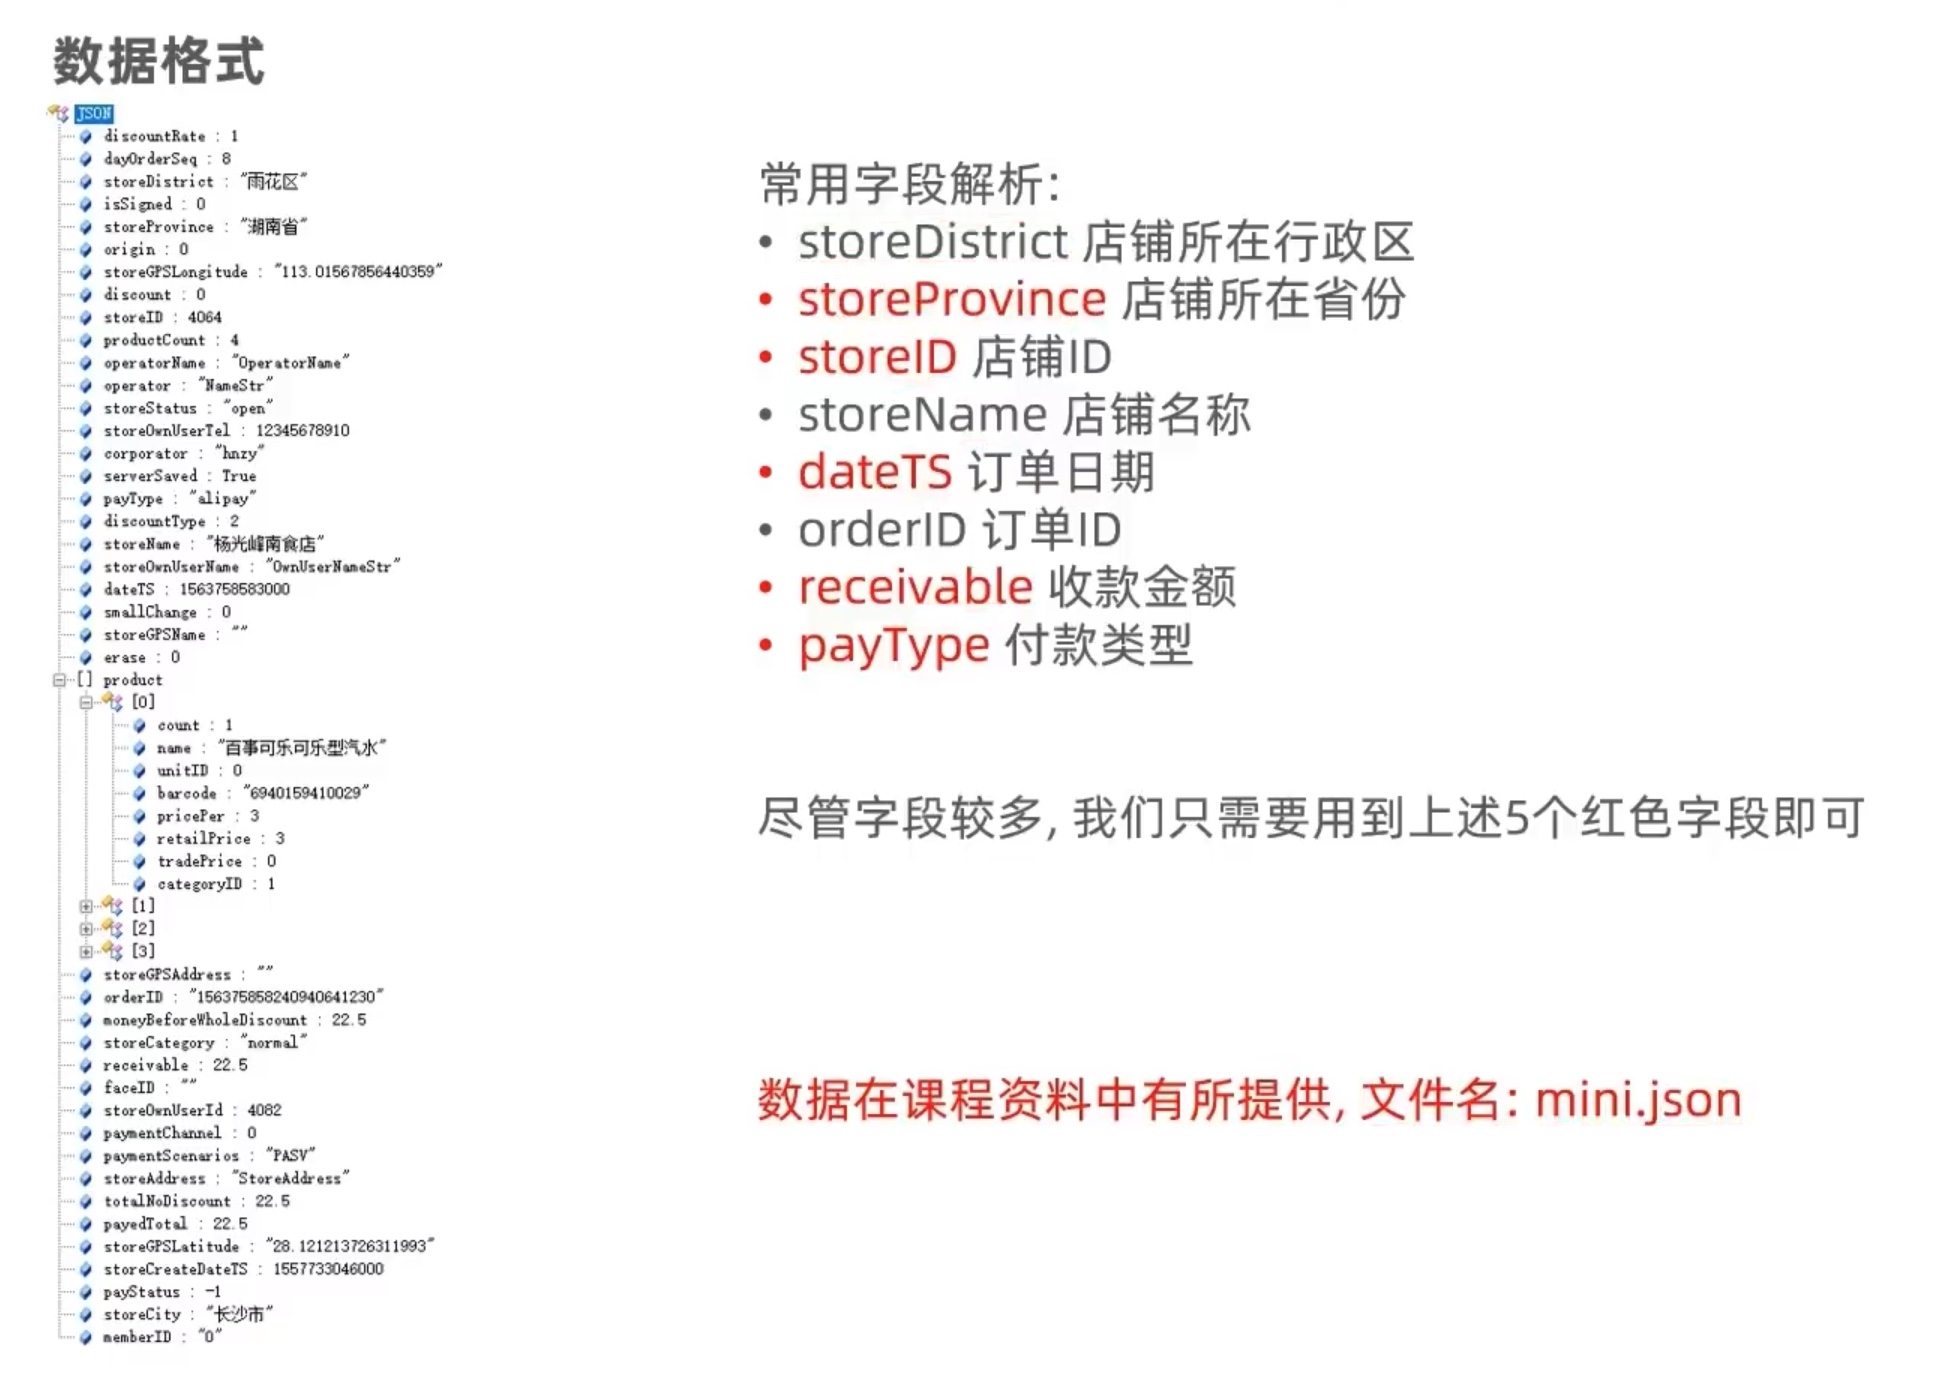 数据格式
JSON
discountRate : 1
dayOrderSeq : 8
storeDistrict : "雨花区"
isSigned : 0
storeProvince : "湖南省"
origin : 0
storeGPSLongitude : "113.01567856440359"
discount : 0
storeID : 4064
productCount : 4
operatorName : "OperatorName"
operator : "NameStr"
storeStatus : "open"
storeOwnUserTel : 12345678910
corporator : "hnzy"
serverSaved : True
payType : "alipay"
discountType : 2
storeName : "杨光峰南食店"
storeOwnUserName : "OwnUserNameStr"
dateTS : 1563758583000
smallChange : 0
storeGPSName : ""
erase : 0
[] product
[0]
count : 1
name : "百事可乐可乐型汽水"
unitID : 0
barcode : "6940159410029"
pricePer : 3
retailPrice : 3
tradePrice : 0
categoryID : 1
[1]
[2]
[3]
storeGPSAddress : ""
orderID : "156375858240940641230"
moneyBeforeWholeDiscount : 22.5
storeCategory : "normal"
receivable : 22.5
faceID : ""
storeOwnUserId : 4082
paymentChannel : 0
paymentScenarios : "PASV"
storeAddress : "StoreAddress"
totalNoDiscount : 22.5
payedTotal : 22.5
storeGPSLatitude : "28.121213726311993"
storeCreateDateTS : 1557733046000
payStatus : -1
storeCity : "长沙市"
memberID : "0"
常用字段解析:
• storeDistrict 店铺所在行政区
• storeProvince 店铺所在省份
• storeID 店铺ID
• storeName 店铺名称
• dateTS 订单日期
• orderID 订单ID
• receivable 收款金额
• payType 付款类型
尽管字段较多, 我们只需要用到上述5个红色字段即可
数据在课程资料中有所提供, 文件名: mini.json